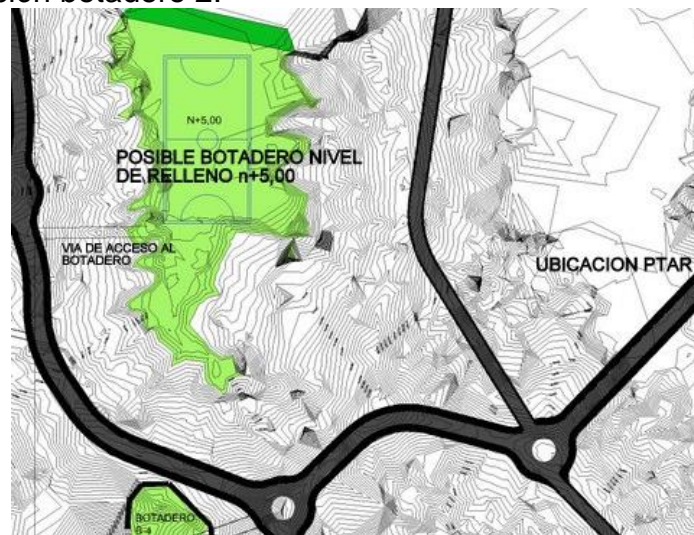 ción botadero 2.
N+5,00
POSIBLE BOTADERO NIVEL
DE RELLENO n+5,00
VIA DE ACCESO AL
BOTADERO
UBICACION PTAR
BOTADERO